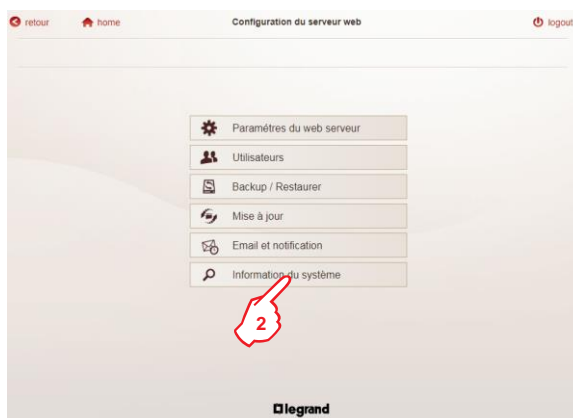 retour home Configuration du serveur web logout
Paramétres du web serveur
Utilisateurs
Backup / Restaurer
Mise à jour
Email et notification
Information du système
2
legrand